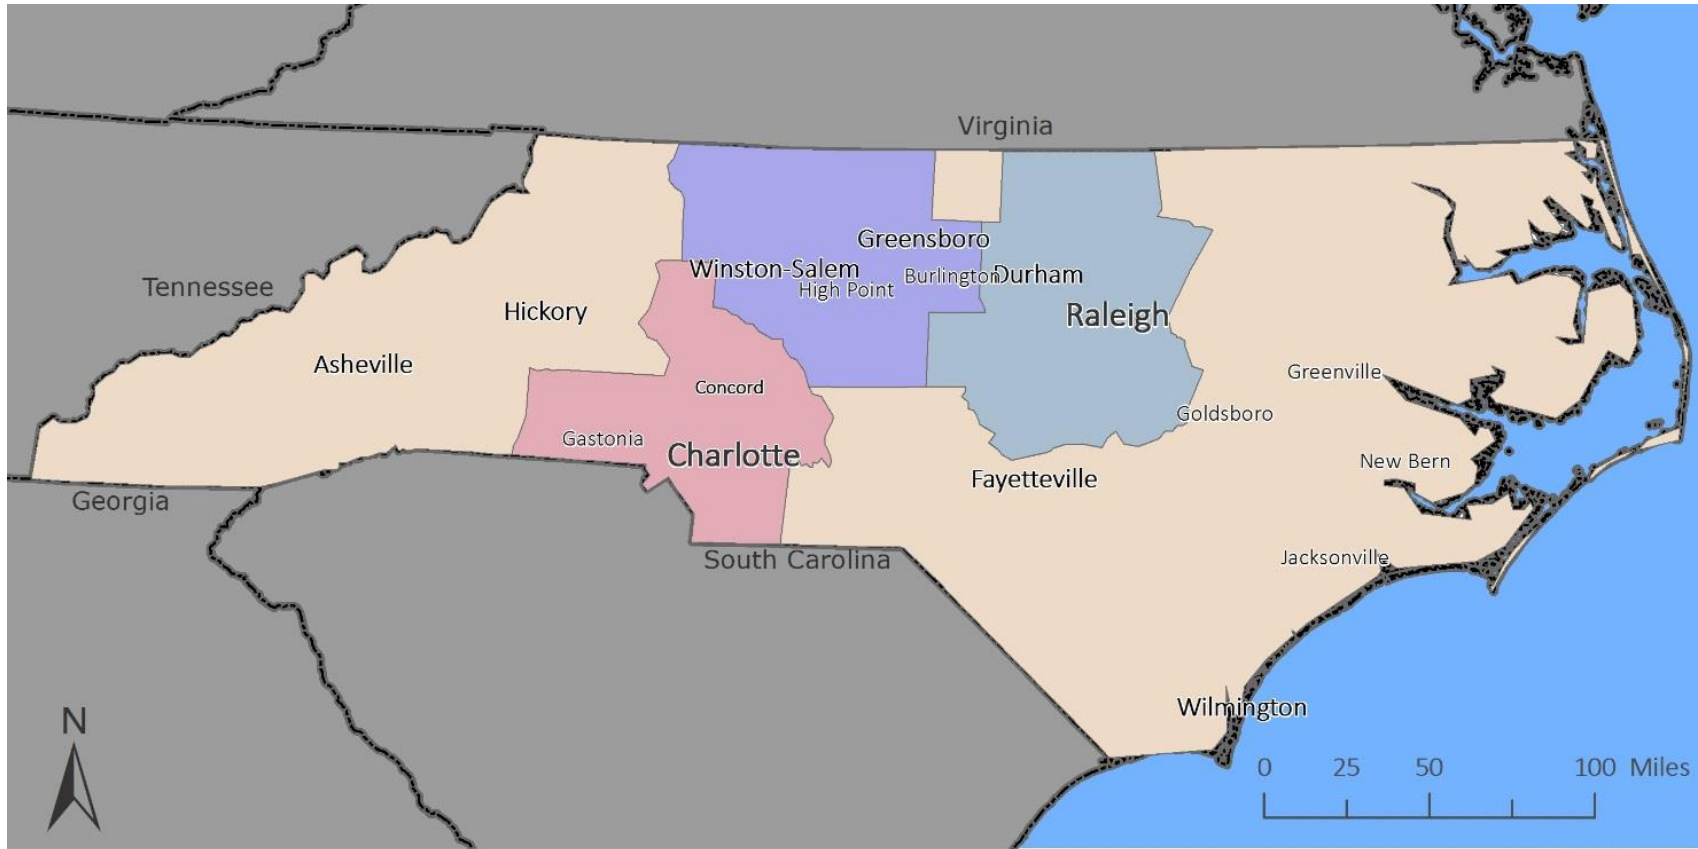 Virginia
Greensboro
Winston-Salem
Burlington
Durham
High Point
Tennessee
Hickory
Raleigh
Asheville
Greenville
Concord
Goldsboro
Gastonia
Charlotte
New Bern
Fayetteville
Georgia
South Carolina
Jacksonville
Wilmington
N
0 25 50 100 Miles